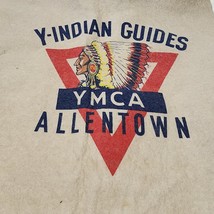 Y-INDIAN GUIDES
YMCA
ALLENTOWN